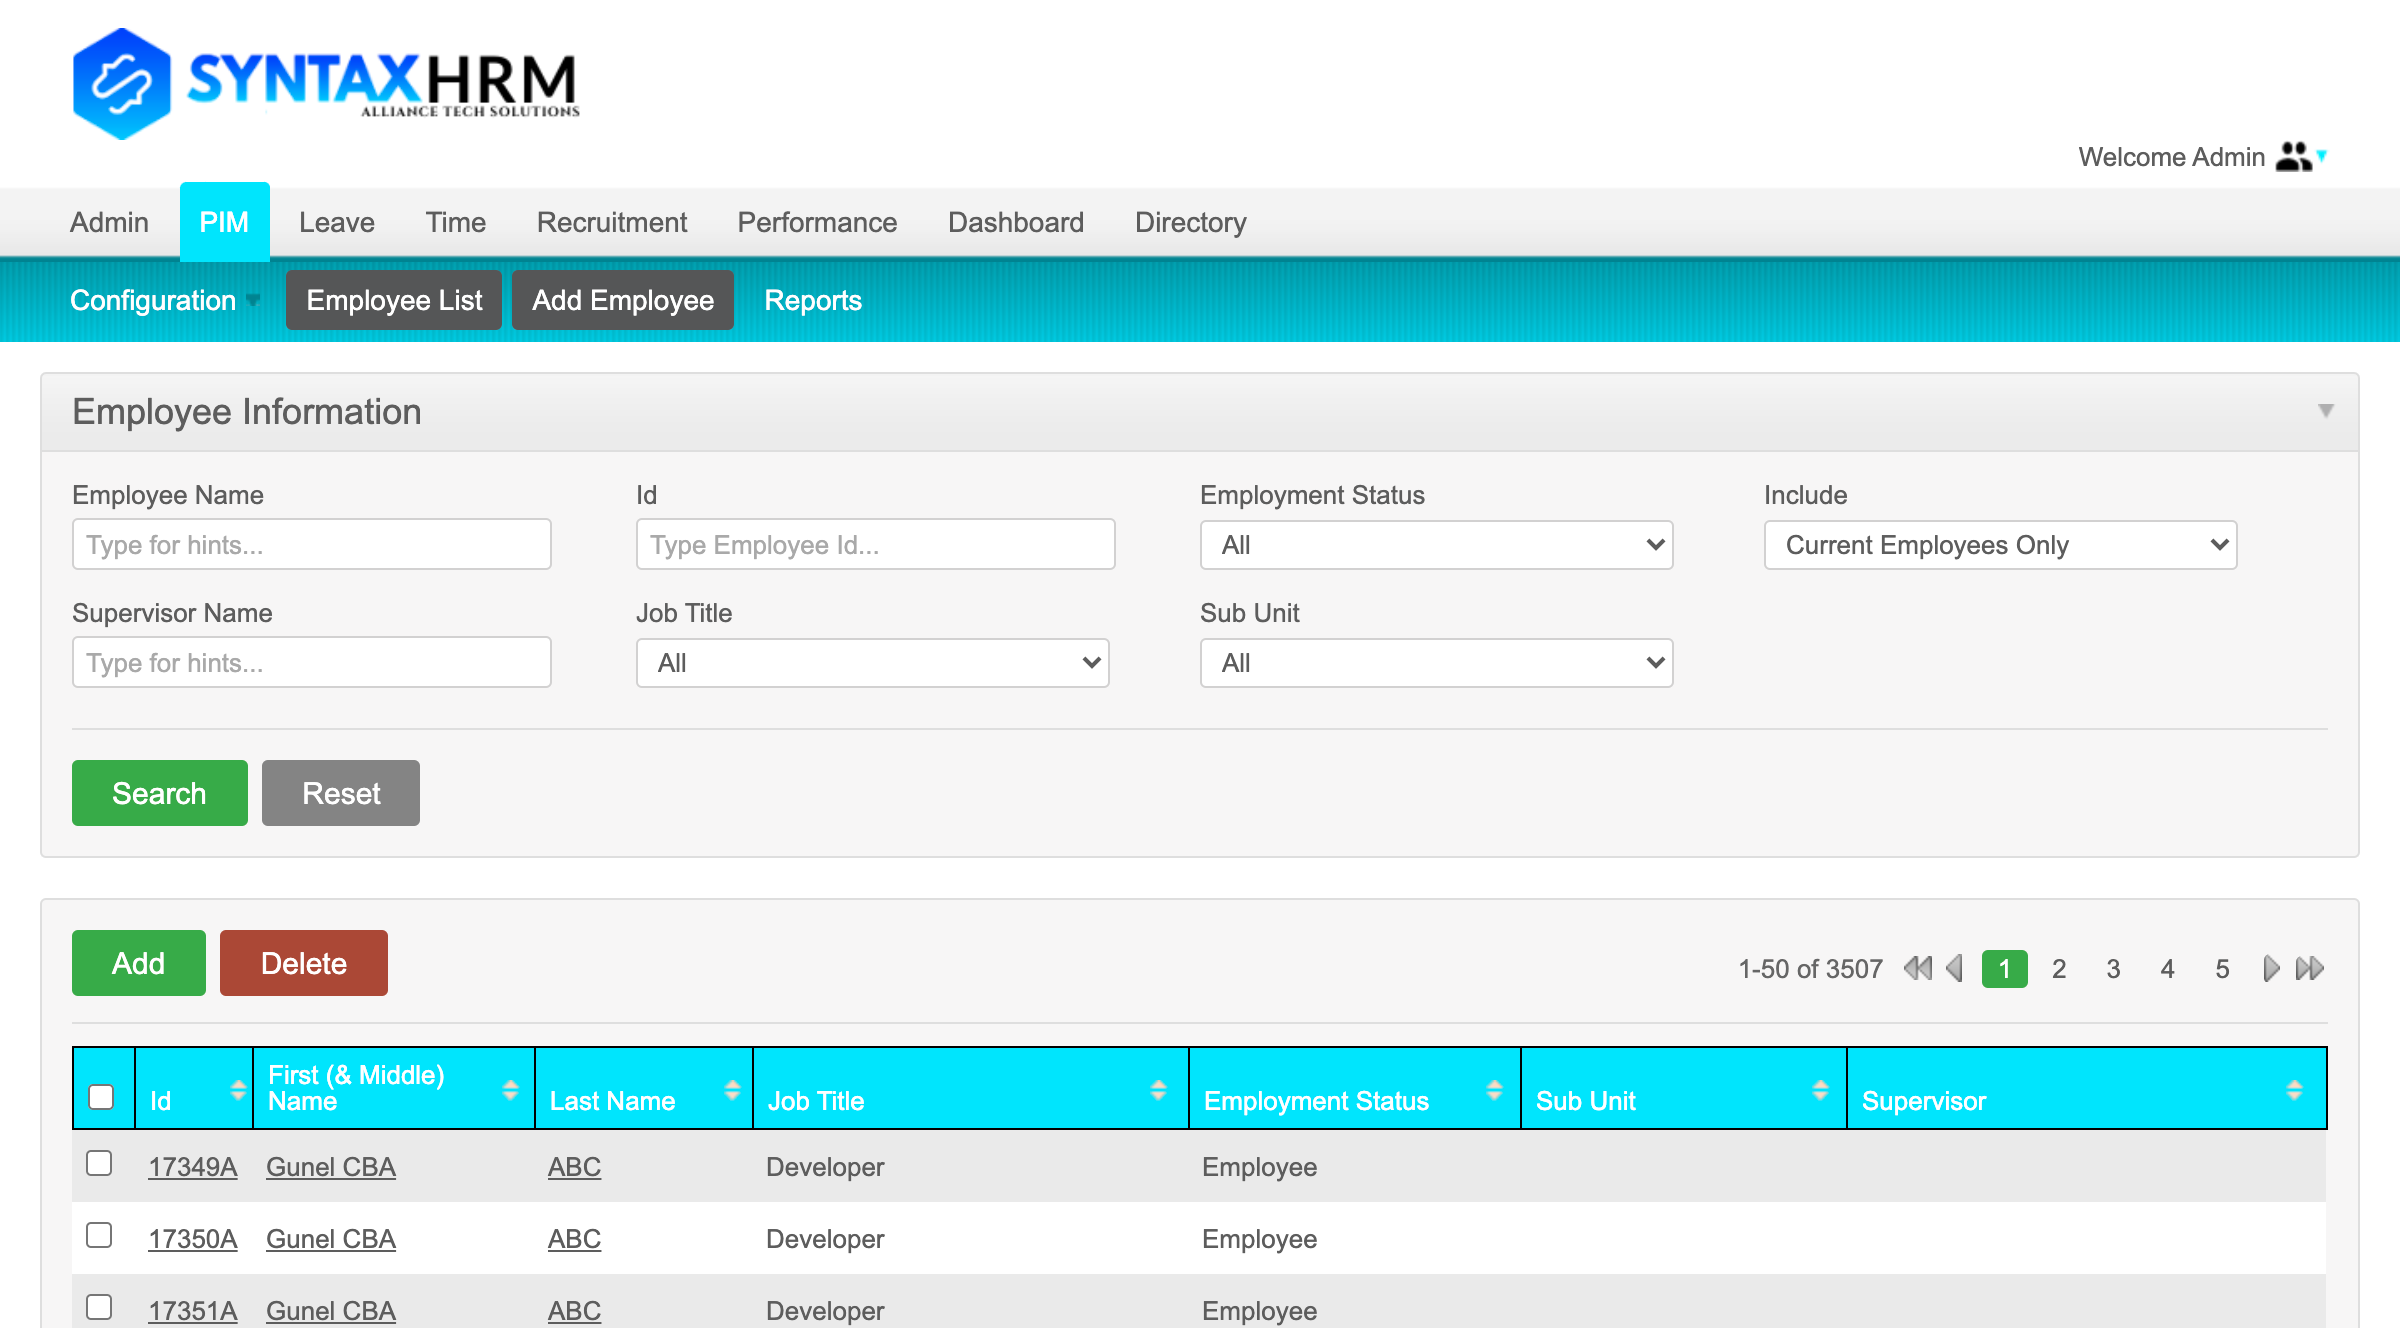 SYNTAXHRM
ALLIANCE TECH SOLUTIONS
Welcome Admin
Admin PIM Leave Time Recruitment Performance Dashboard Directory
Configuration Employee List Add Employee Reports
Employee Information
Employee Name Id Employment Status Include
Type for hints... Type Employee Id... All Current Employees Only
Supervisor Name Job Title Sub Unit
Type for hints... All All
Search Reset
Add Delete 1-50 of 3507 1 2 3 4 5
Id First (& Middle) Name Last Name Job Title Employment Status Sub Unit Supervisor
17349A Gunel CBA ABC Developer Employee
17350A Gunel CBA ABC Developer Employee
17351A Gunel CBA ABC Developer Employee